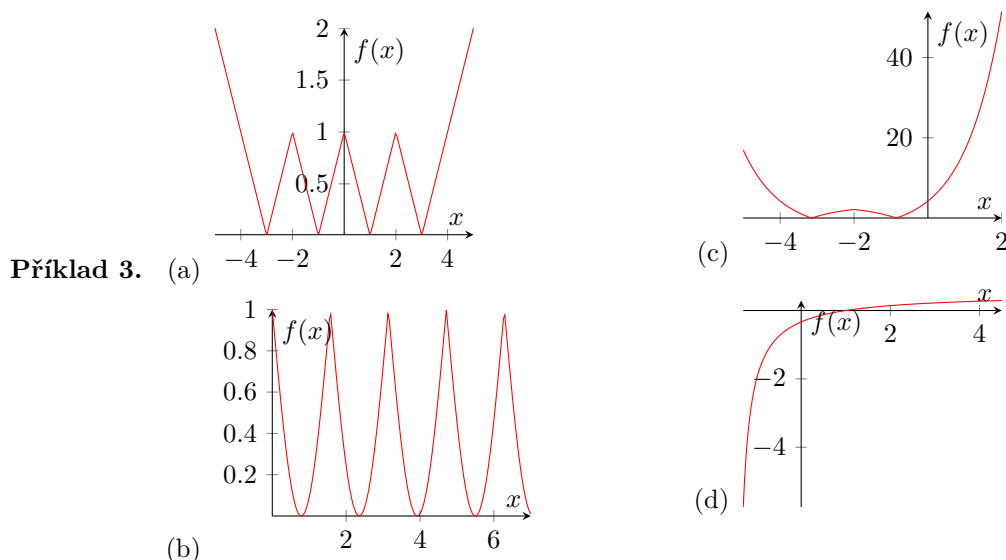 Příklad 3.
(a)
−4 −2 2 4
0.5
1
1.5
2
x
f(x)
(c)
−4 −2 2
20
40
x
f(x)
(b)
2 4 6
0.2
0.4
0.6
0.8
1
x
f(x)
(d)
2 4
−4
−2
x
f(x)